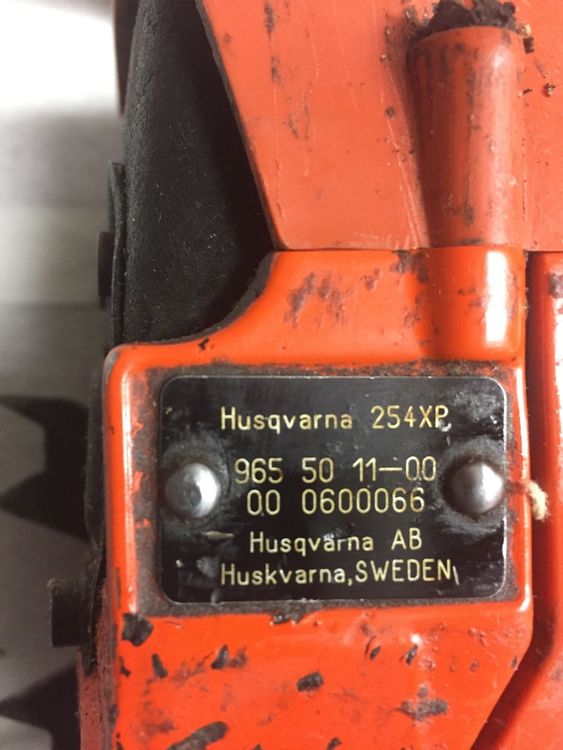 Husqvarna 254XP
965 50 11-00
00 0600066
Husqvarna AB
Huskvarna, SWEDEN